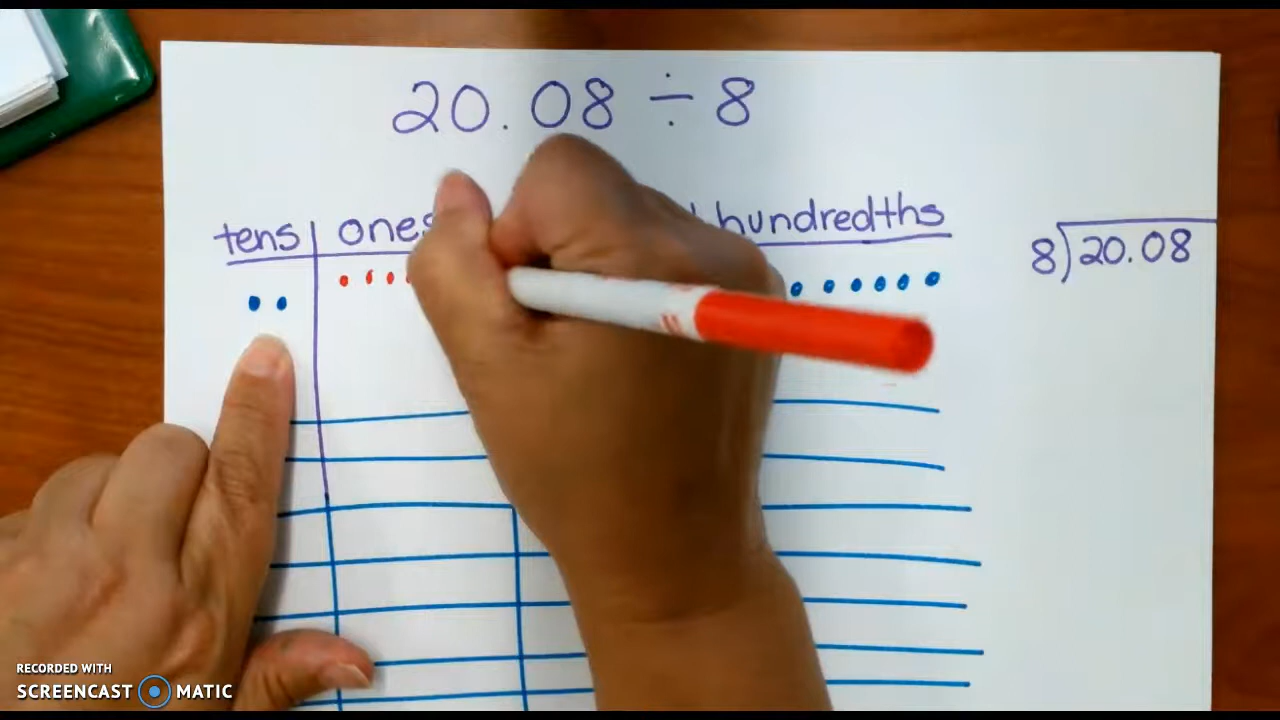 20.08 ÷ 8
tens ones hundredths
8)20.08
RECORDED WITH
SCREENCAST MATIC